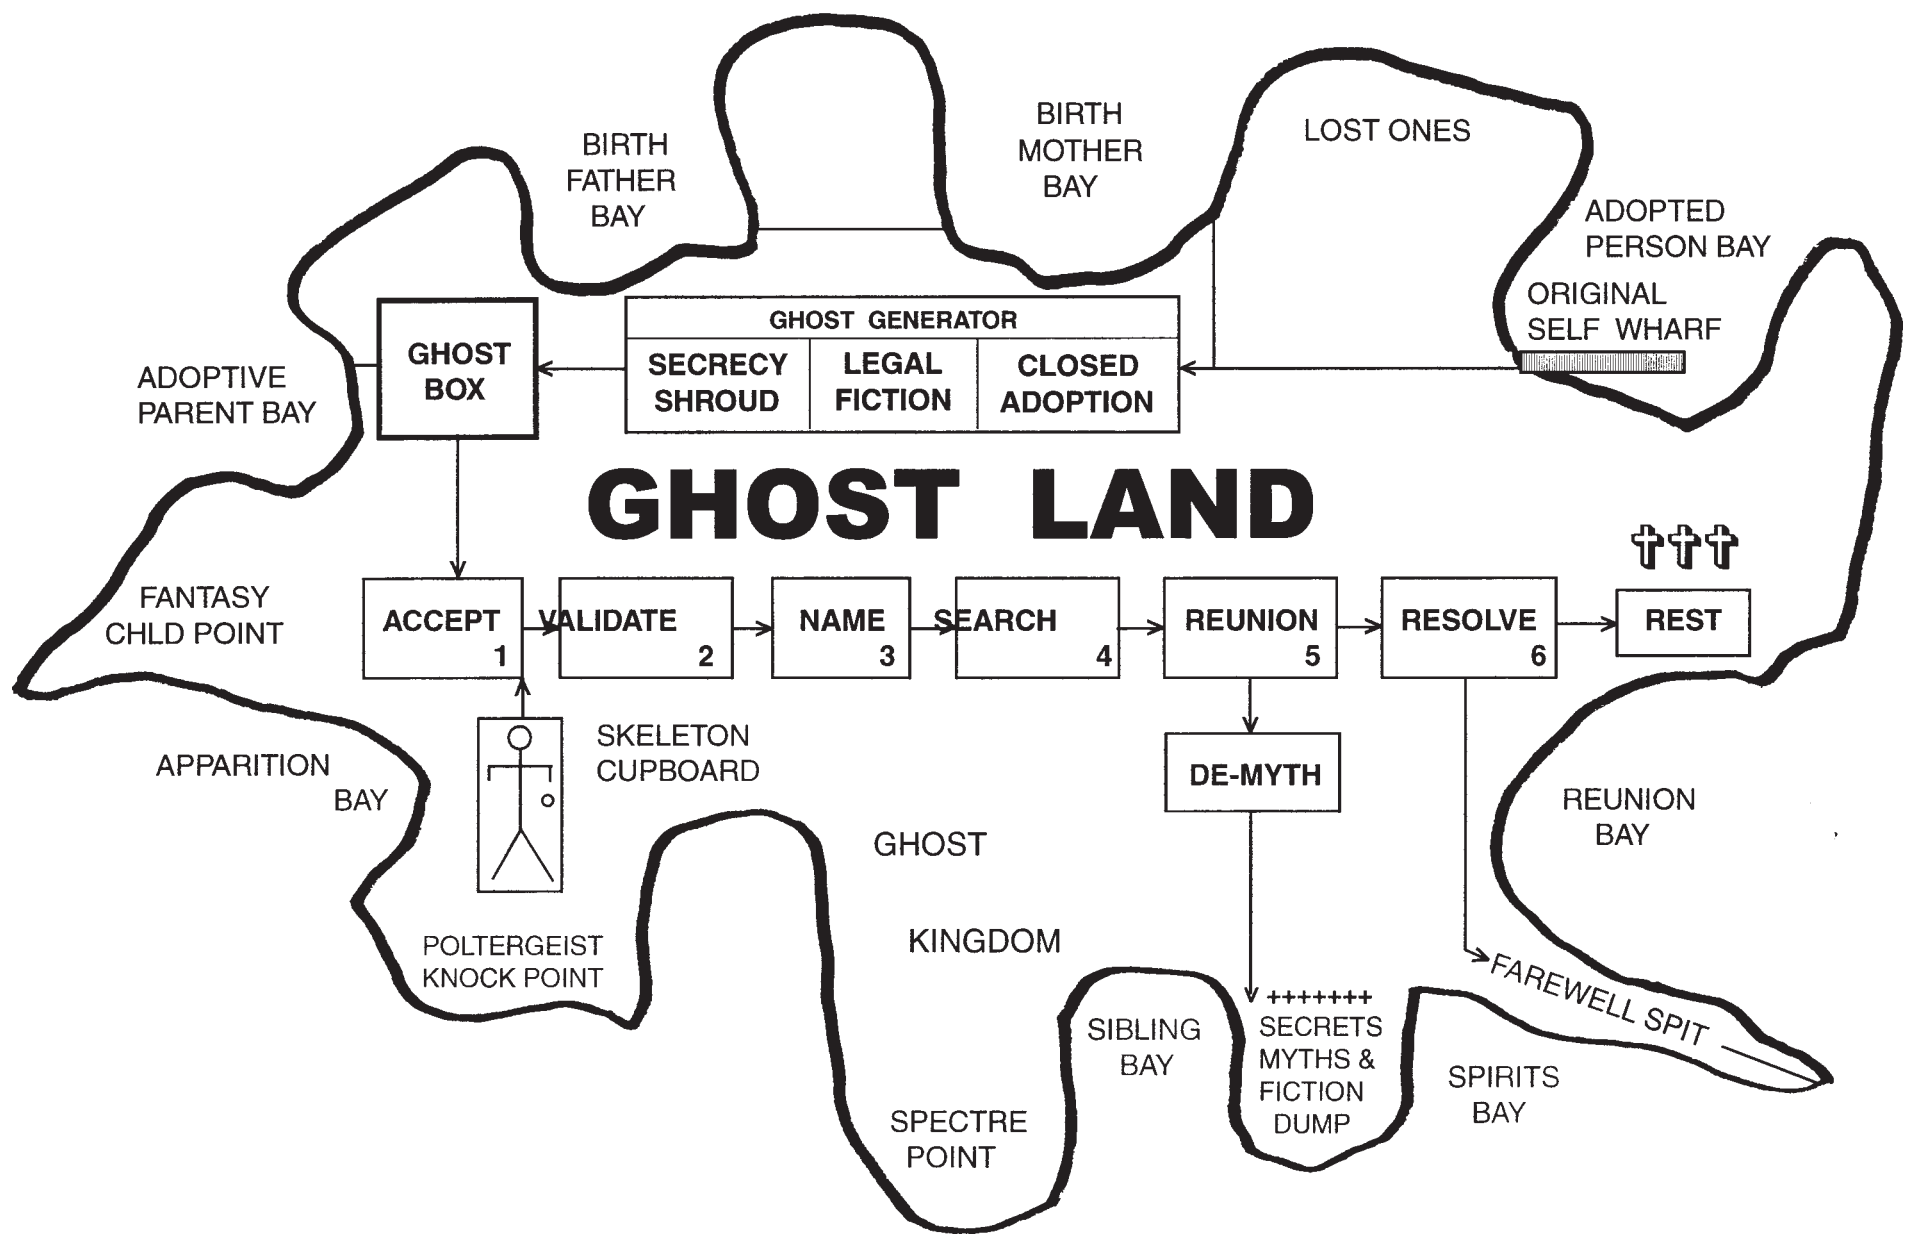 BIRTH
FATHER
BAY
BIRTH
MOTHER
BAY
LOST ONES
ADOPTED
PERSON BAY
ORIGINAL
SELF WHARF
ADOPTIVE
PARENT BAY
GHOST
BOX
GHOST GENERATOR
SECRECY
SHROUD
LEGAL
FICTION
CLOSED
ADOPTION
GHOST LAND
FANTASY
CHLD POINT
ACCEPT
1
VALIDATE
2
NAME
3
SEARCH
4
REUNION
5
RESOLVE
6
REST
APPARITION
BAY
SKELETON
CUPBOARD
DE-MYTH
REUNION
BAY
GHOST
KINGDOM
POLTERGEIST
KNOCK POINT
FAREWELL SPIT
SIBLING
BAY
+++++++
SECRETS
MYTHS &
FICTION
DUMP
SPIRITS
BAY
SPECTRE
POINT